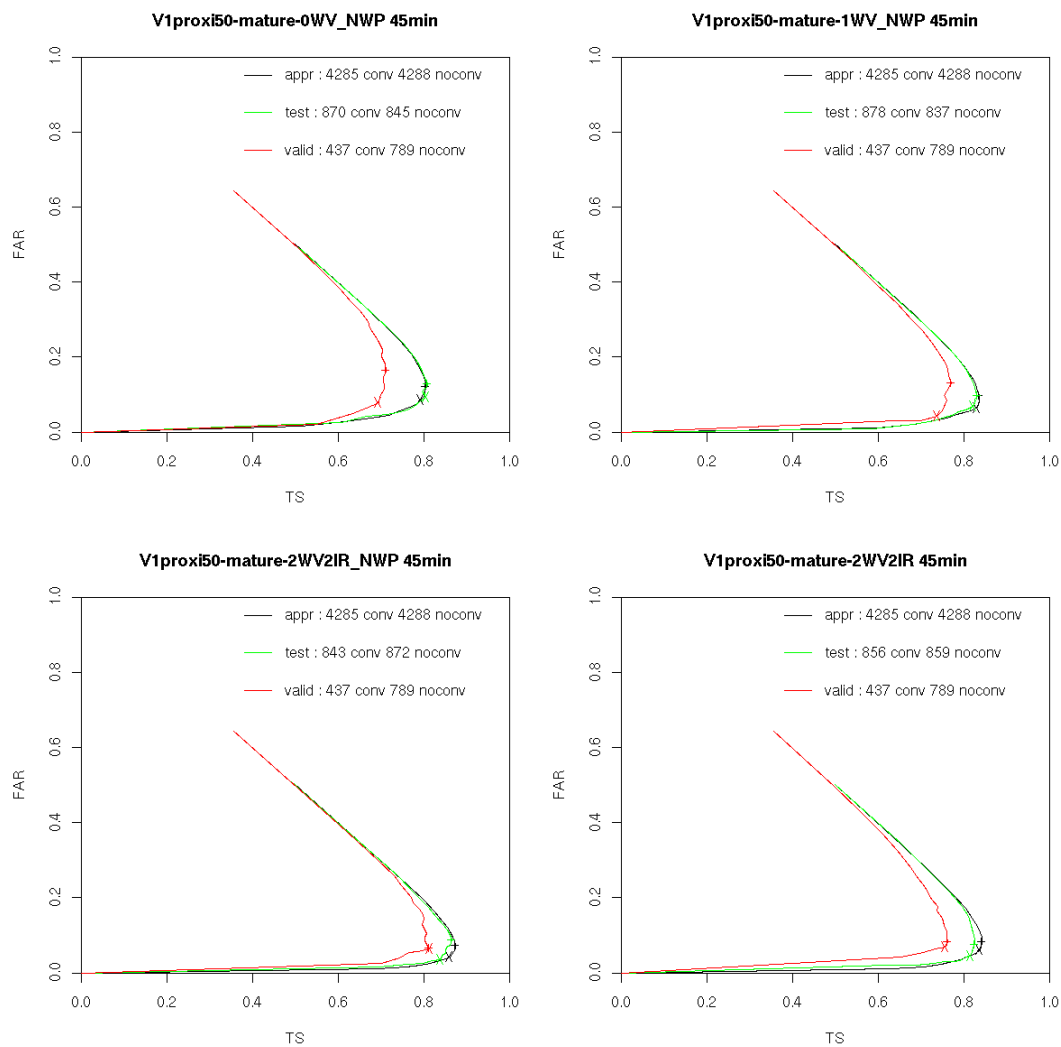 V1proxi50-mature-0WV_NWP 45min
appr : 4285 conv 4288 noconv
test : 870 conv 845 noconv
valid : 437 conv 789 noconv
FAR
0.0 0.2 0.4 0.6 0.8 1.0
0.0 0.2 0.4 0.6 0.8 1.0
TS
V1proxi50-mature-1WV_NWP 45min
appr : 4285 conv 4288 noconv
test : 878 conv 837 noconv
valid : 437 conv 789 noconv
FAR
0.0 0.2 0.4 0.6 0.8 1.0
0.0 0.2 0.4 0.6 0.8 1.0
TS
V1proxi50-mature-2WV2IR_NWP 45min
appr : 4285 conv 4288 noconv
test : 843 conv 872 noconv
valid : 437 conv 789 noconv
FAR
0.0 0.2 0.4 0.6 0.8 1.0
0.0 0.2 0.4 0.6 0.8 1.0
TS
V1proxi50-mature-2WV2IR 45min
appr : 4285 conv 4288 noconv
test : 856 conv 859 noconv
valid : 437 conv 789 noconv
FAR
0.0 0.2 0.4 0.6 0.8 1.0
0.0 0.2 0.4 0.6 0.8 1.0
TS